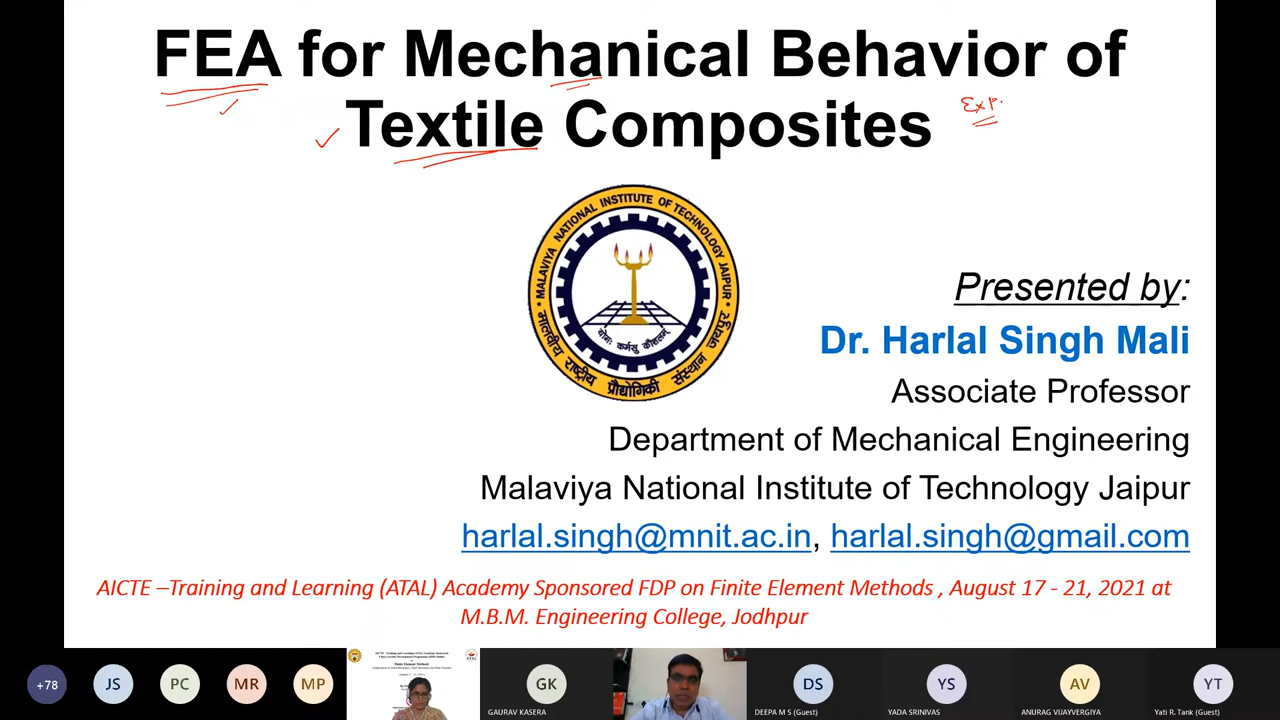 FEA for Mechanical Behavior of
Textile Composites
Exp.
MALAVIYA NATIONAL INSTITUTE OF TECHNOLOGY JAIPUR
योगः कर्मसु कौशलम्
मालवीय राष्ट्रीय प्रौद्योगिकी संस्थान जयपुर
Presented by:
Dr. Harlal Singh Mali
Associate Professor
Department of Mechanical Engineering
Malaviya National Institute of Technology Jaipur
harlal.singh@mnit.ac.in, harlal.singh@gmail.com
AICTE –Training and Learning (ATAL) Academy Sponsored FDP on Finite Element Methods , August 17 - 21, 2021 at
M.B.M. Engineering College, Jodhpur
+78
JS
PC
MR
MP
Finite Element Methods
ATAL
GK
GAURAV KASERA
DS
DEEPA M S (Guest)
YS
YADA SRINIVAS
AV
ANURAG VIJAYVERGIYA
YT
Yati R. Tank (Guest)